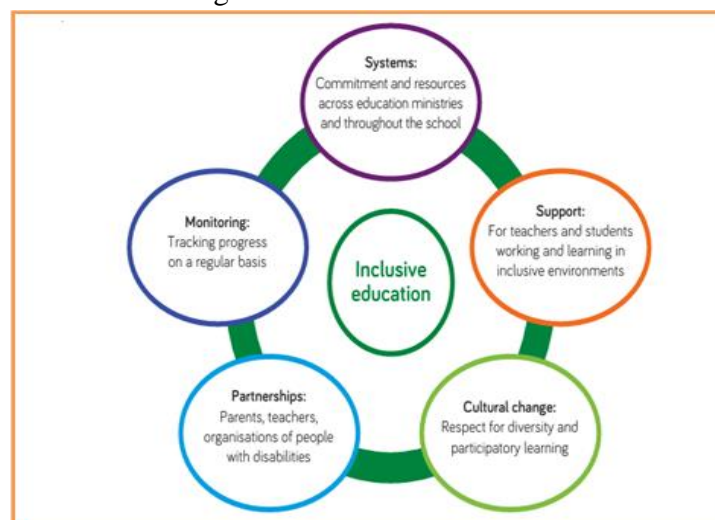 Systems:
Commitment and resources
across education ministries
and throughout the school
Support:
For teachers and students
working and learning in
inclusive environments
Cultural change:
Respect for diversity and
participatory learning
Partnerships:
Parents, teachers,
organisations of people
with disabilities
Monitoring:
Tracking progress
on a regular basis
Inclusive
education